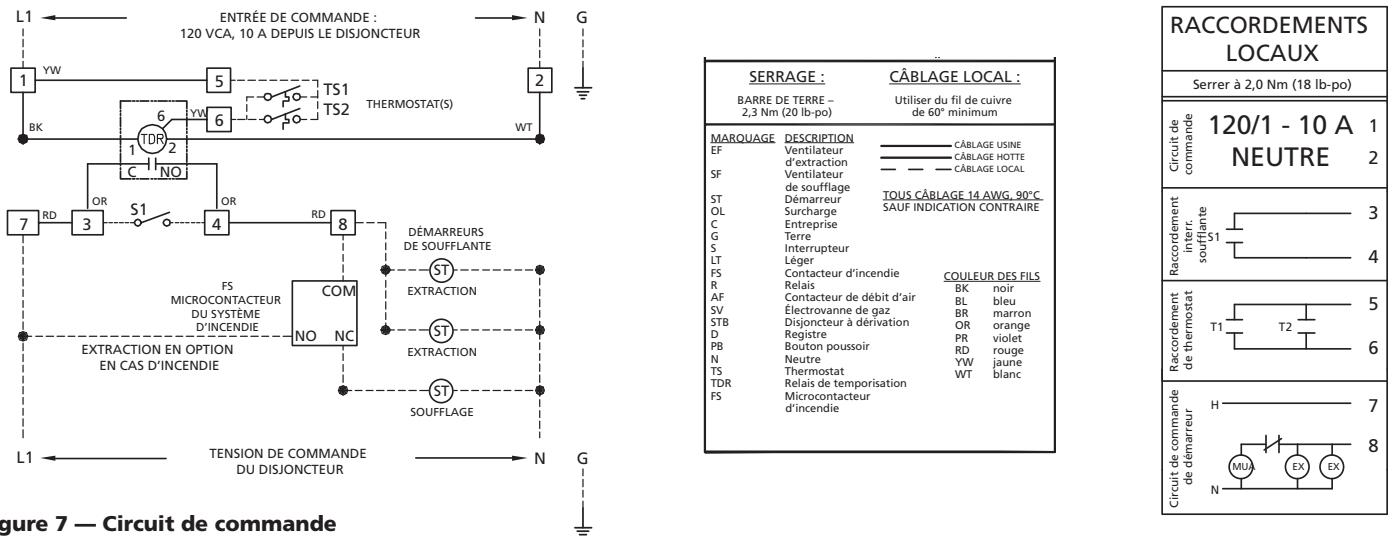 L1 ENTRÉE DE COMMANDE : N G
120 VCA, 10 A DEPUIS LE DISJONCTEUR
1 YW 5 TS1 2
TS2 THERMOSTAT(S)
6 YW 6
BK TDR WT
1 2
C NO
OR OR
7 RD 3 S1 4 RD 8
DÉMARREURS
DE SOUFFLANTE
ST
EXTRACTION
FS
MICROCONTACTEUR
DU SYSTÈME
D'INCENDIE
COM
NO NC
ST
EXTRACTION
EXTRACTION EN OPTION
EN CAS D'INCENDIE
ST
SOUFFLAGE
L1 TENSION DE COMMANDE N G
DU DISJONCTEUR
gure 7 — Circuit de commande
SERRAGE :
BARRE DE TERRE –
2,3 Nm (20 lb-po)
CÂBLAGE LOCAL :
Utiliser du fil de cuivre
de 60° minimum
MARQUAGE DESCRIPTION
EF Ventilateur
d'extraction
SF Ventilateur
de soufflage
ST Démarreur
OL Surcharge
C Entreprise
G Terre
S Interrupteur
LT Léger
FS Contacteur d'incendie
R Relais
AF Contacteur de débit d'air
SV Électrovanne de gaz
STB Disjoncteur à dérivation
D Registre
PB Bouton poussoir
N Neutre
TS Thermostat
TDR Relais de temporisation
FS Microcontacteur
d'incendie
CÂBLAGE USINE
CÂBLAGE HOTTE
CÂBLAGE LOCAL
TOUS CÂBLAGE 14 AWG, 90°C
SAUF INDICATION CONTRAIRE
COULEUR DES FILS
BK noir
BL bleu
BR marron
OR orange
PR violet
RD rouge
YW jaune
WT blanc
RACCORDEMENTS
LOCAUX
Serrer à 2,0 Nm (18 lb-po)
Circuit de
commande
120/1 - 10 A 1
NEUTRE 2
Raccordement
interr.
soufflante
S1
3
4
Raccordement
de thermostat
T1 T2
5
6
Circuit de commande
de démarreur
H 7
8
MUA EX EX
N